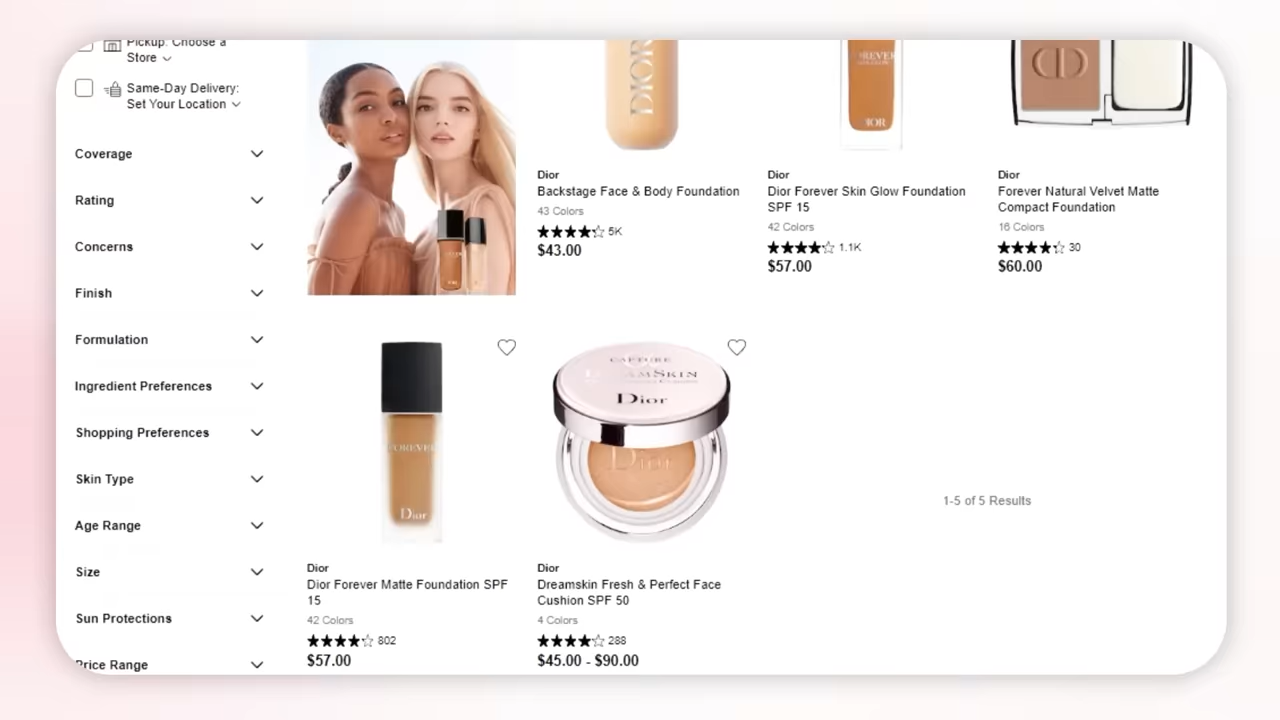 Pickup: Choose a
Store
Same-Day Delivery:
Set Your Location
Coverage
Rating
Concerns
Finish
Formulation
Ingredient Preferences
Shopping Preferences
Skin Type
Age Range
Size
Sun Protections
Price Range
DIOR
Dior
Backstage Face & Body Foundation
43 Colors
5K
$43.00
FOREVER
DIOR
Dior
Dior Forever Skin Glow Foundation
SPF 15
42 Colors
1.1K
$57.00
Dior
Forever Natural Velvet Matte
Compact Foundation
16 Colors
30
$60.00
FOREVER
Dior
Dior
Dior Forever Matte Foundation SPF
15
42 Colors
802
$57.00
CAPTURE
DREAMSKIN
Dior
Dior
Dior
Dreamskin Fresh & Perfect Face
Cushion SPF 50
4 Colors
288
$45.00 - $90.00
1-5 of 5 Results